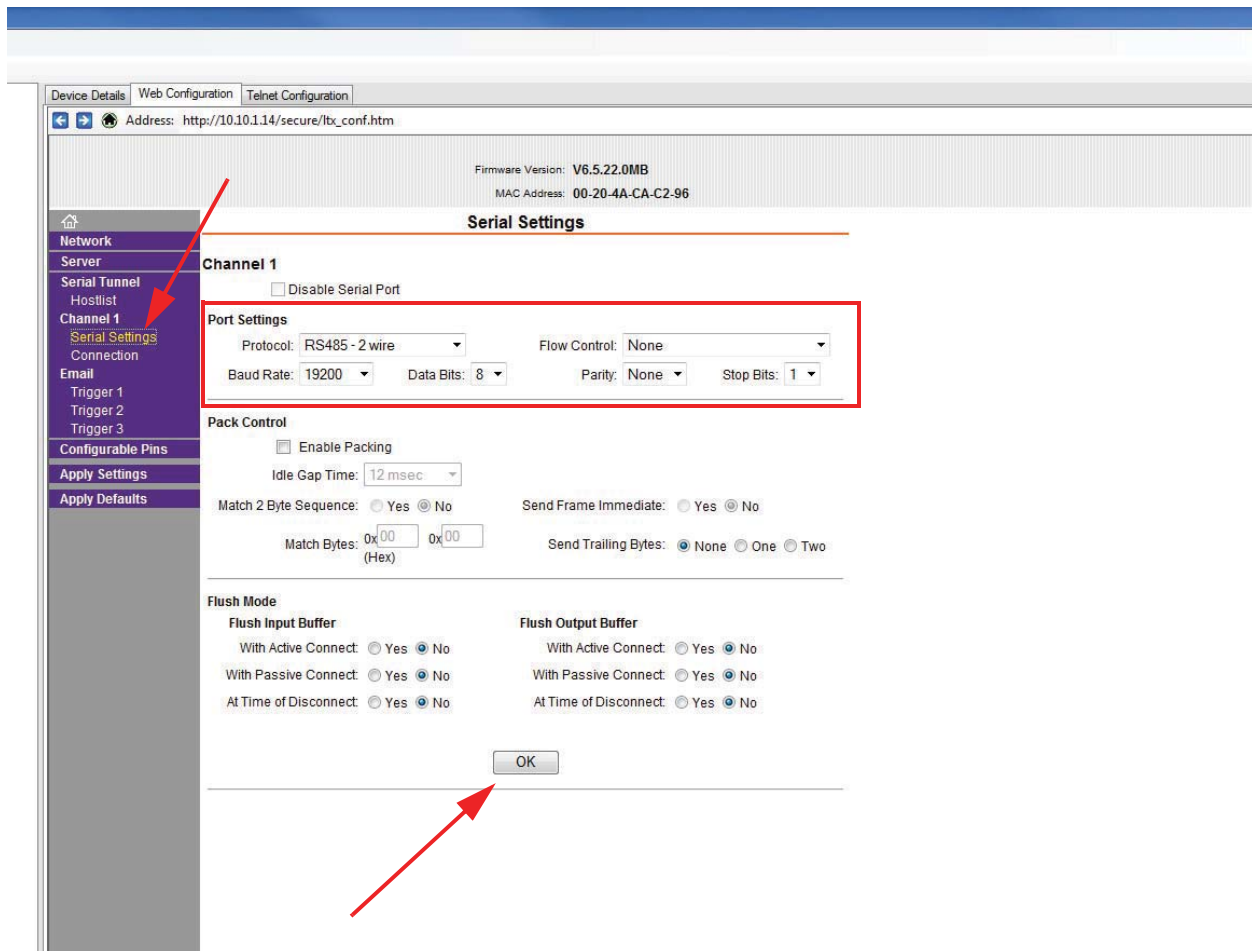 Device Details Web Configuration Telnet Configuration
Address: http://10.10.1.14/secure/ltx_conf.htm
Firmware Version: V6.5.22.0MB
MAC Address: 00-20-4A-CA-C2-96
Serial Settings
Network
Server
Serial Tunnel
Hostlist
Channel 1
Serial Settings
Connection
Email
Trigger 1
Trigger 2
Trigger 3
Configurable Pins
Apply Settings
Apply Defaults
Channel 1
Disable Serial Port
Port Settings
Protocol: RS485 - 2 wire Flow Control: None
Baud Rate: 19200 Data Bits: 8 Parity: None Stop Bits: 1
Pack Control
Enable Packing
Idle Gap Time: 12 msec
Match 2 Byte Sequence: Yes No Send Frame Immediate: Yes No
Match Bytes: 0x 00 0x 00 Send Trailing Bytes: None One Two
(Hex)
Flush Mode
Flush Input Buffer Flush Output Buffer
With Active Connect: Yes No With Active Connect: Yes No
With Passive Connect: Yes No With Passive Connect: Yes No
At Time of Disconnect: Yes No At Time of Disconnect: Yes No
OK